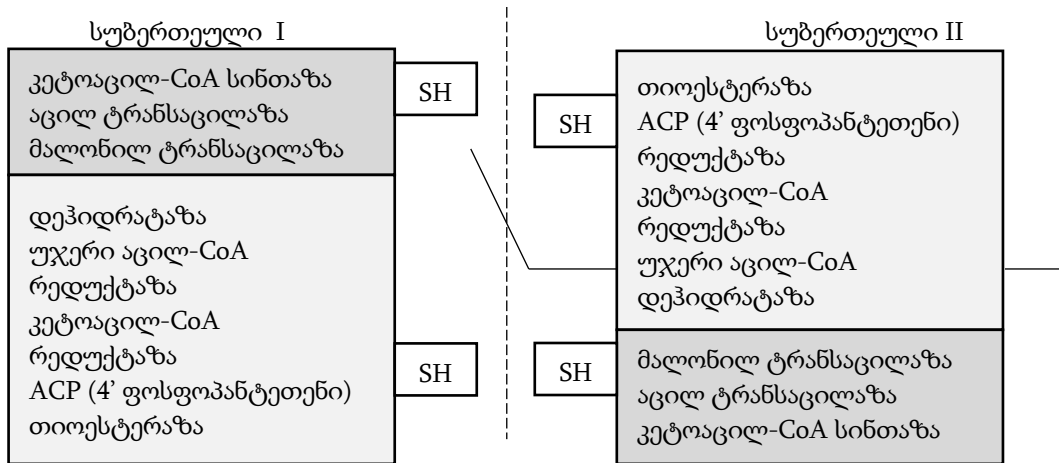 სუბერთეული I
კეტოაცილ-CoA სინთაზა
აცილ ტრანსაცილაზა
მალონილ ტრანსაცილაზა
SH
დეჰიდრატაზა
უჯერი აცილ-CoA
რედუქტაზა
კეტოაცილ-CoA
რედუქტაზა
ACP (4’ ფოსფოპანტეთენი)
თიოესტერაზა
SH
სუბერთეული II
SH
თიოესტერაზა
ACP (4’ ფოსფოპანტეთენი)
რედუქტაზა
კეტოაცილ-CoA
რედუქტაზა
უჯერი აცილ-CoA
დეჰიდრატაზა
SH
მალონილ ტრანსაცილაზა
აცილ ტრანსაცილაზა
კეტოაცილ-CoA სინთაზა